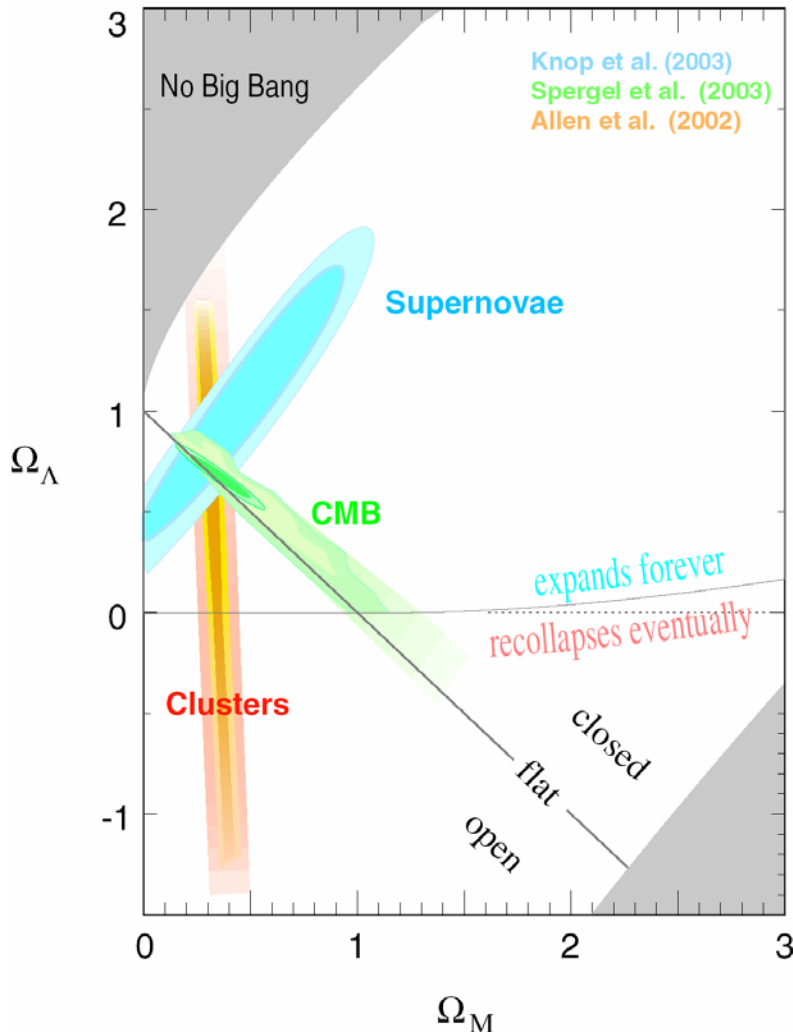 3
No Big Bang
Knop et al. (2003)
Spergel et al. (2003)
Allen et al. (2002)
2
Supernovae
1
Ω_Λ
CMB
expands forever
0
recollapses eventually
Clusters
closed
flat
-1
open
0 1 2 3
Ω_M